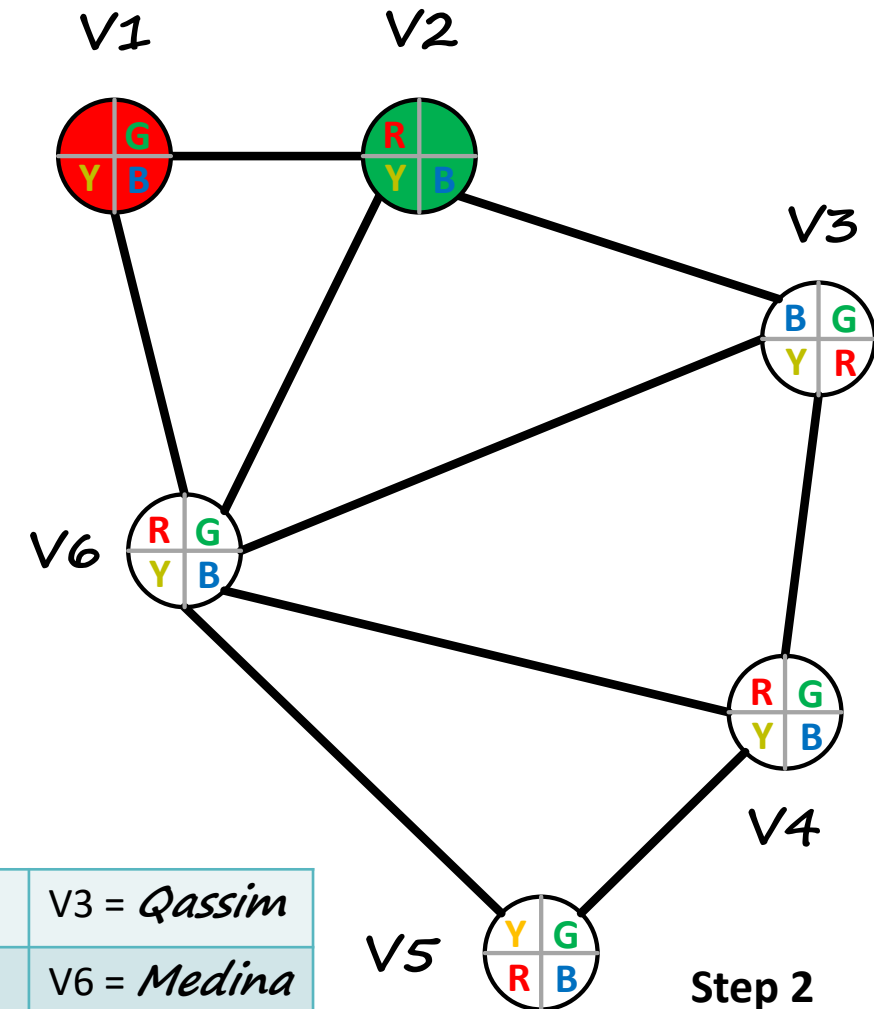 V1
V2
G
Y B
R
Y B
V3
B G
Y R
V6
R G
Y B
R G
Y B
V4
V5
Y G
R B
V3 = Qassim
V6 = Medina
Step 2